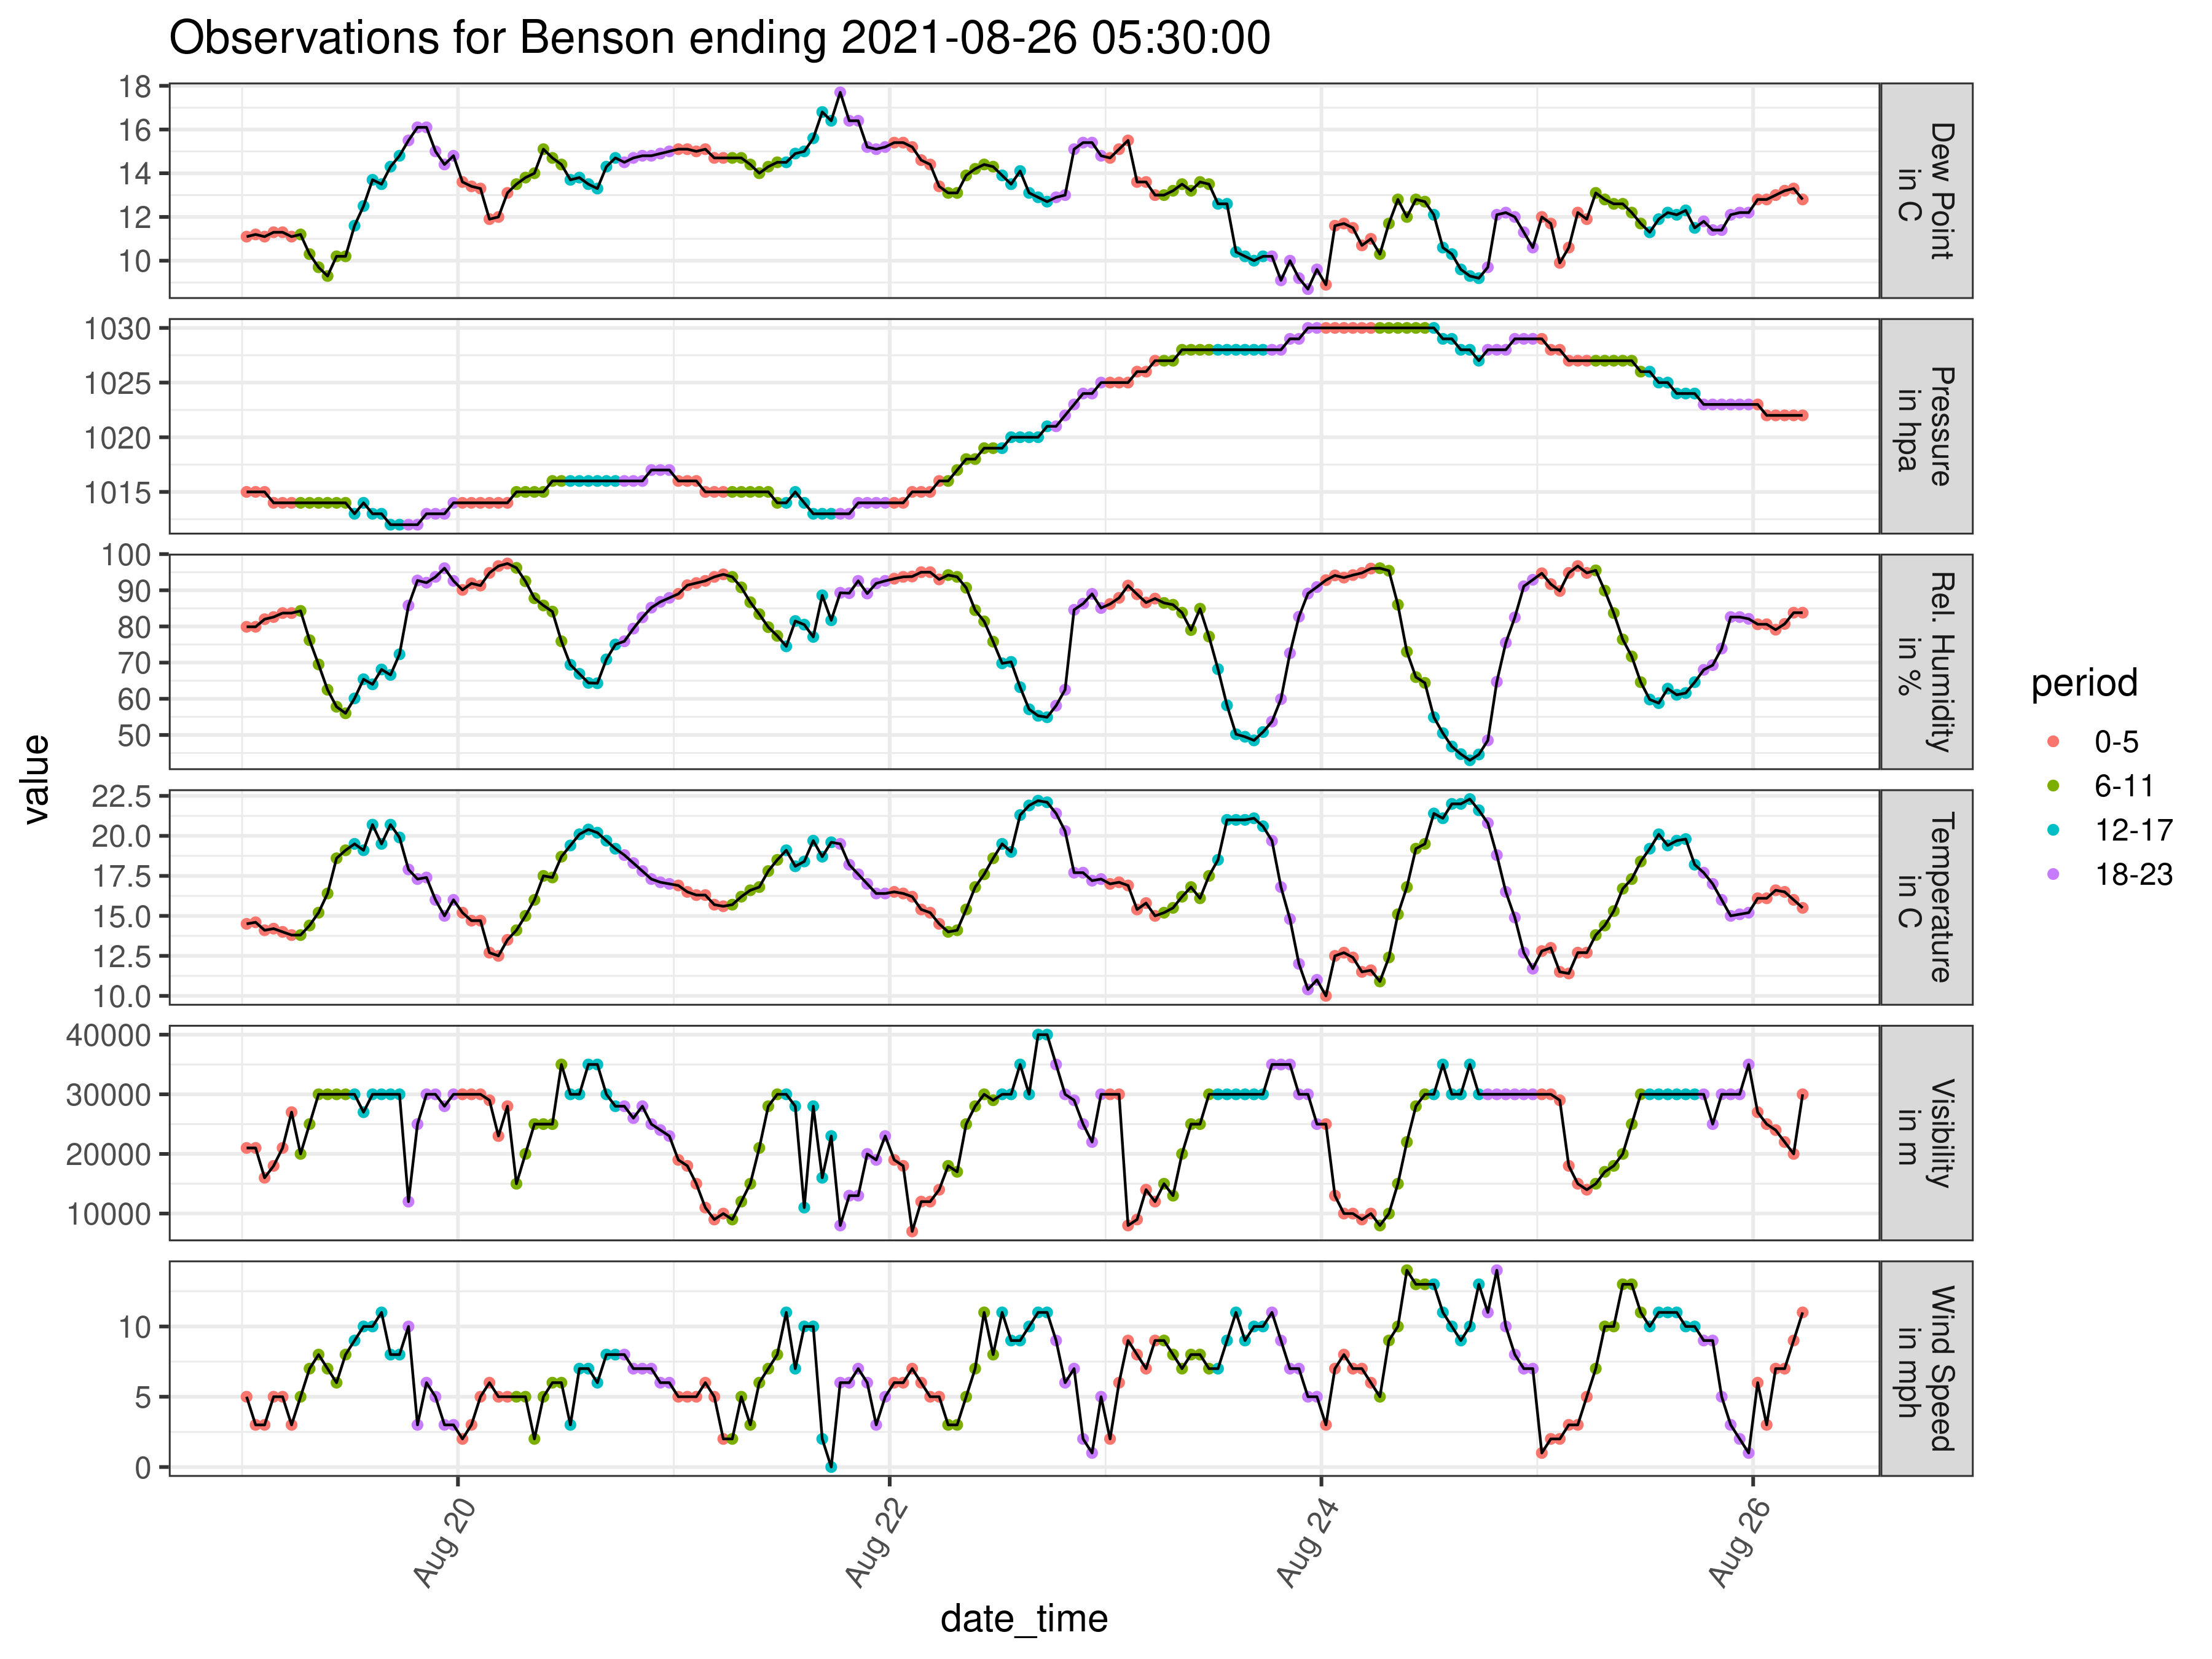 Observations for Benson ending 2021-08-26 05:30:00
18
16
14
12
10
Dew Point
in C
1030
1025
1020
1015
Pressure
in hpa
100
90
80
70
60
50
Rel. Humidity
in %
22.5
20.0
17.5
15.0
12.5
10.0
Temperature
in C
40000
30000
20000
10000
Visibility
in m
10
5
0
Wind Speed
in mph
value
Aug 20
Aug 22
Aug 24
Aug 26
date_time
period
0-5
6-11
12-17
18-23